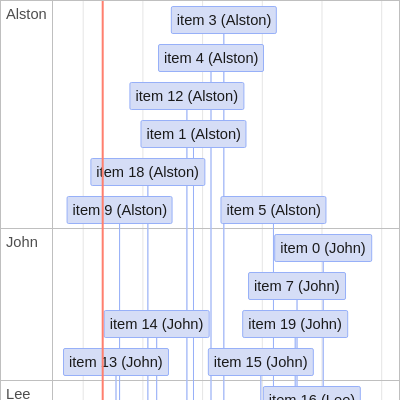 Alston
item 3 (Alston)
item 4 (Alston)
item 12 (Alston)
item 1 (Alston)
item 18 (Alston)
item 9 (Alston)
item 5 (Alston)
John
item 0 (John)
item 7 (John)
item 14 (John)
item 19 (John)
item 13 (John)
item 15 (John)
Lee
item 16 (Lee)